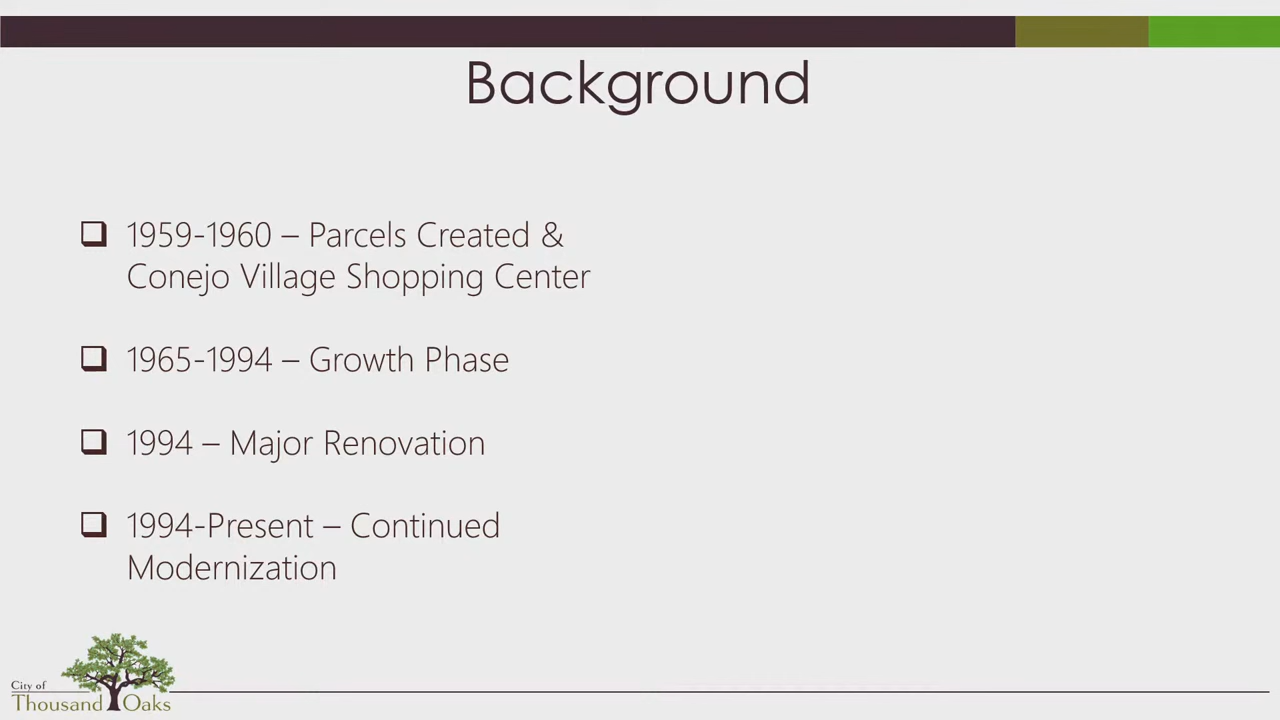 Background
1959-1960 – Parcels Created &
Conejo Village Shopping Center
1965-1994 – Growth Phase
1994 – Major Renovation
1994-Present – Continued
Modernization
City of
Thousand Oaks